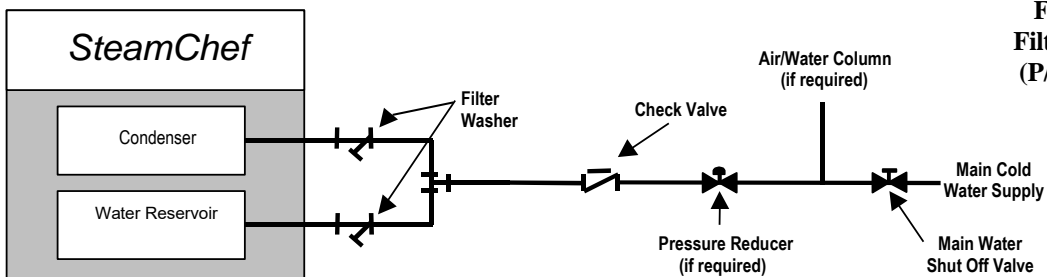 SteamChef
Condenser
Water Reservoir
Filter
Washer
Check Valve
Air/Water Column
(if required)
Pressure Reducer
(if required)
Main Cold
Water Supply
Main Water
Shut Off Valve
F
Filt
(P/